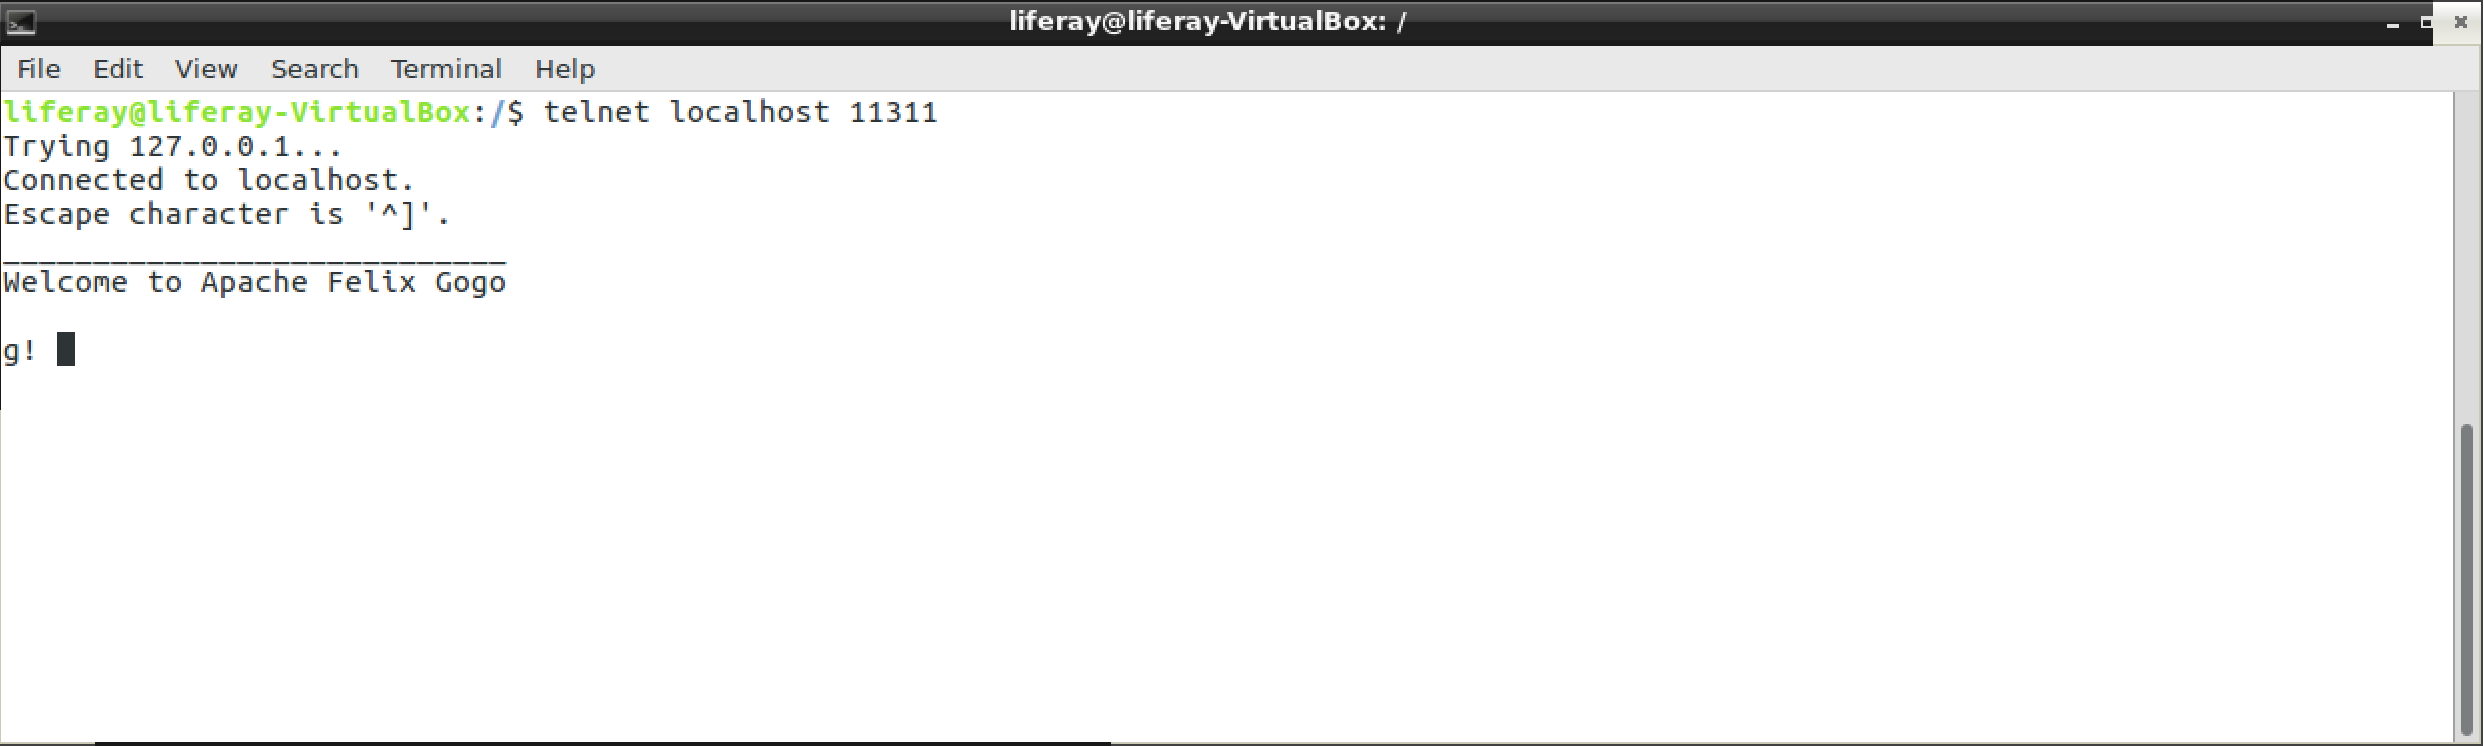 liferay@liferay-VirtualBox: /
File Edit View Search Terminal Help
liferay@liferay-VirtualBox:/$ telnet localhost 11311
Trying 127.0.0.1...
Connected to localhost.
Escape character is '^]'.
____________________________
Welcome to Apache Felix Gogo
g!